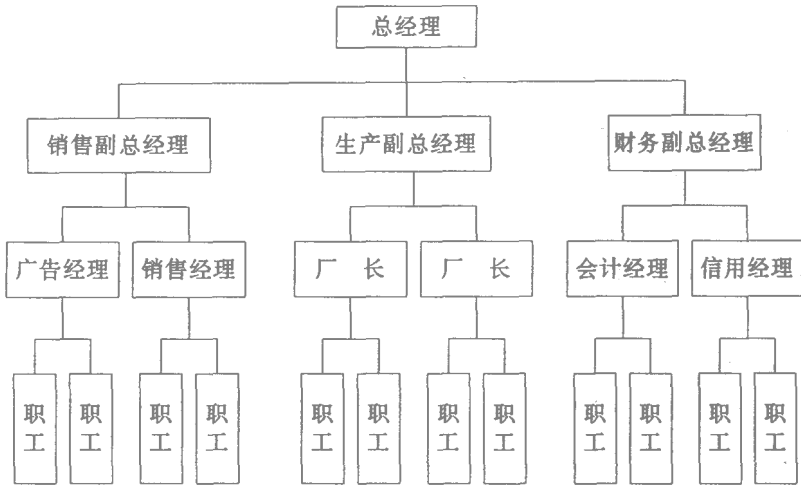 总经理
销售副总经理 生产副总经理 财务副总经理
广告经理 销售经理 厂 长 厂 长 会计经理 信用经理
职工 职工 职工 职工 职工 职工 职工 职工 职工 职工 职工 职工